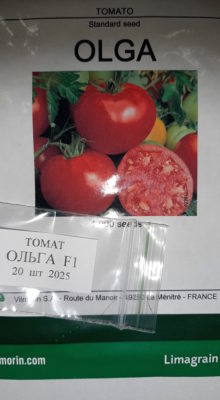 TOMATO
Standard seed
OLGA
seeds
ТОМАТ
ОЛЬГА F1
20 шт 2025
Vilmorin S.A. - Route du Manoir - 49250 La Ménitré - FRANCE
morin.com
Limagrain